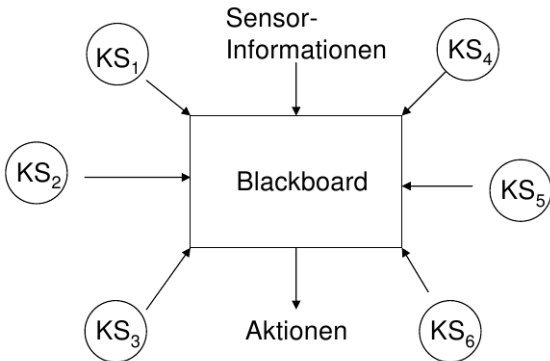 Sensor-
Informationen
KS₁
KS₄
KS₂
Blackboard
KS₅
KS₃
Aktionen
KS₆